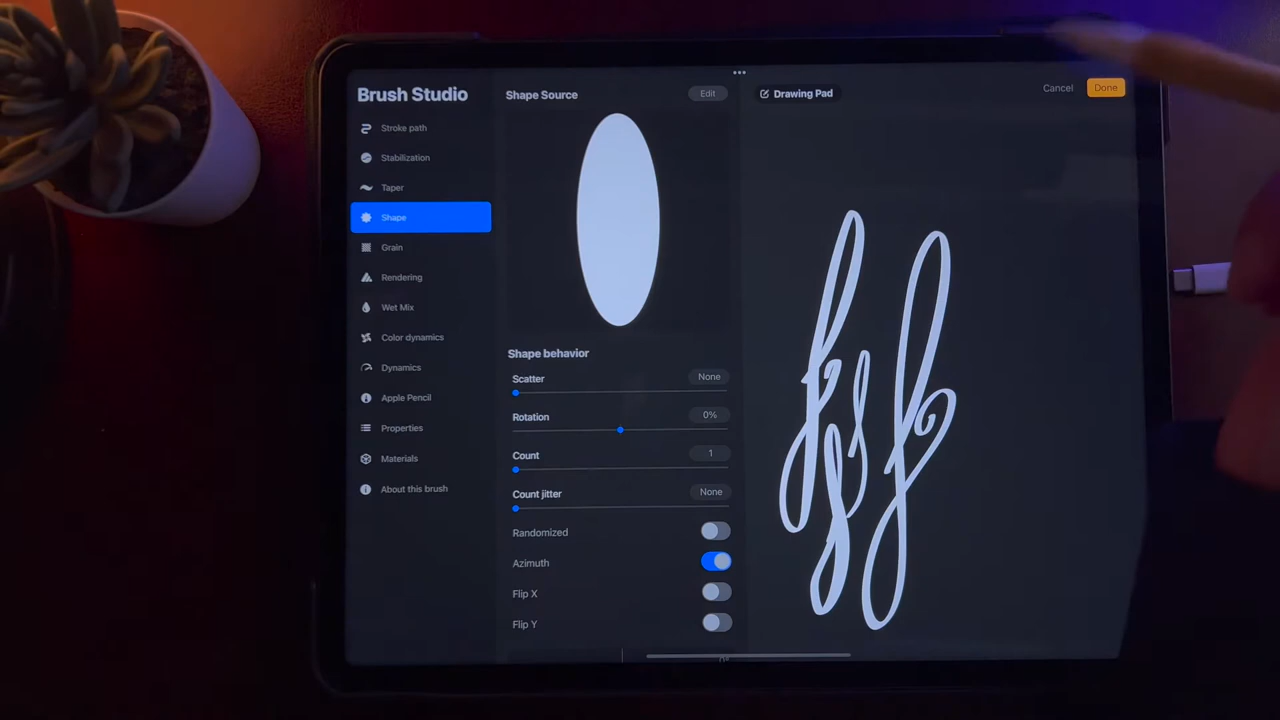 Brush Studio
Stroke path
Stabilization
Taper
Shape
Grain
Rendering
Wet Mix
Color dynamics
Dynamics
Apple Pencil
Properties
Materials
About this brush
Shape Source
Edit
Shape behavior
Scatter
None
Rotation
0%
Count
1
Count jitter
None
Randomized
Azimuth
Flip X
Flip Y
Drawing Pad
Cancel
Done